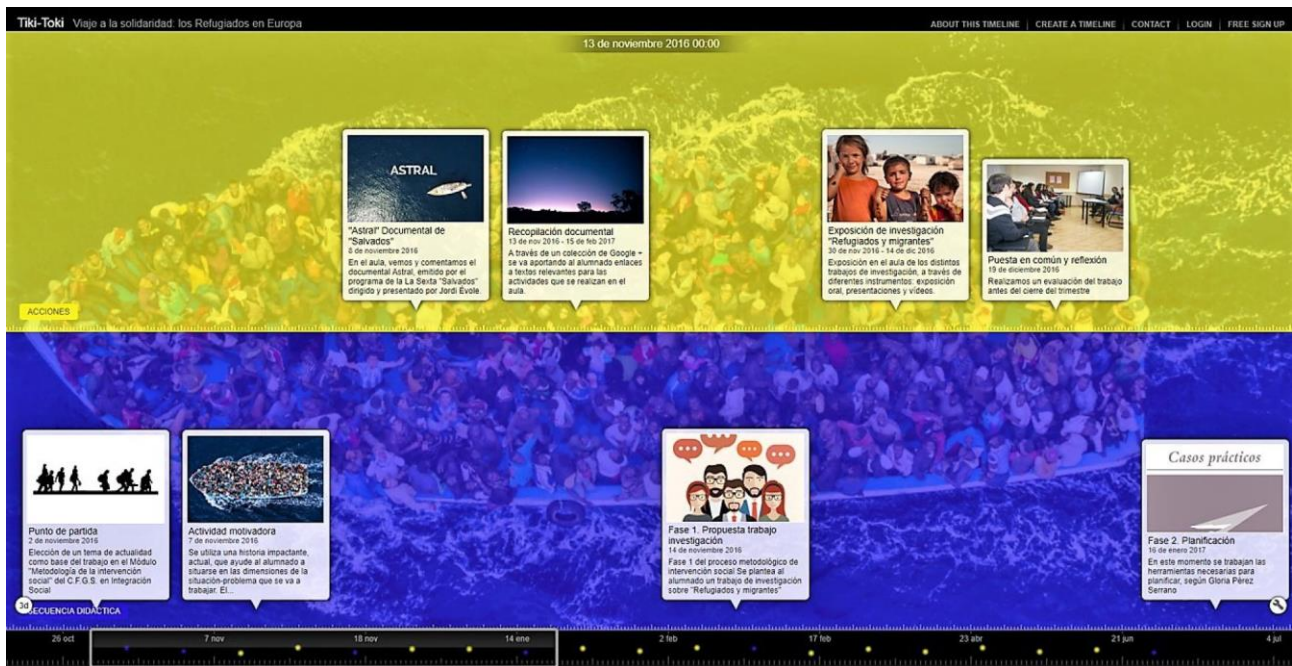 Tiki-Toki Viaje a la solidaridad: los Refugiados en Europa
ABOUT THIS TIMELINE | CREATE A TIMELINE | CONTACT | LOGIN | FREE SIGN UP
13 de noviembre 2016 00:00
ASTRAL
"Astral" Documental de
"Salvados"
8 de noviembre 2016
En el aula, vemos y comentamos el
documental Astral, emitido por el
programa de la La Sexta "Salvados"
dirigido y presentado por Jordi Évole.
Recopilación documental
13 de nov 2016 - 15 de feb 2017
A través de un colección de Google +
se va aportando al alumnado enlaces
a textos relevantes para las
actividades que se realizan en el
aula.
Exposición de investigación
"Refugiados y migrantes"
30 de nov 2016 - 14 de dic 2016
Exposición en el aula de los distintos
trabajos de investigación, a través de
diferentes instrumentos: exposición
oral, presentaciones y vídeos.
Puesta en común y reflexión
19 de diciembre 2016
Realizamos un evaluación del trabajo
antes del cierre del trimestre
ACCIONES
Punto de partida
2 de noviembre 2016
Elección de un tema de actualidad
como base del trabajo en el Módulo
"Metodología de la intervención
social" del C.F.G.S. en Integración
Social
Actividad motivadora
7 de noviembre 2016
Se utiliza una historia impactante,
actual, que ayude al alumnado a
situarse en las dimensiones de la
situación-problema que se va a
trabajar. El...
Fase 1. Propuesta trabajo
investigación
14 de noviembre 2016
Fase 1 del proceso metodológico de
intervención social Se plantea al
alumnado un trabajo de investigación
sobre "Refugiados y migrantes"
Casos prácticos
Fase 2. Planificación
16 de enero 2017
En este momento se trabajan las
herramientas necesarias para
planificar, según Gloria Pérez
Serrano
3d
SECUENCIA DIDÁCTICA
26 oct 7 nov 18 nov 14 ene 2 feb 17 feb 23 abr 21 jun 4 jul